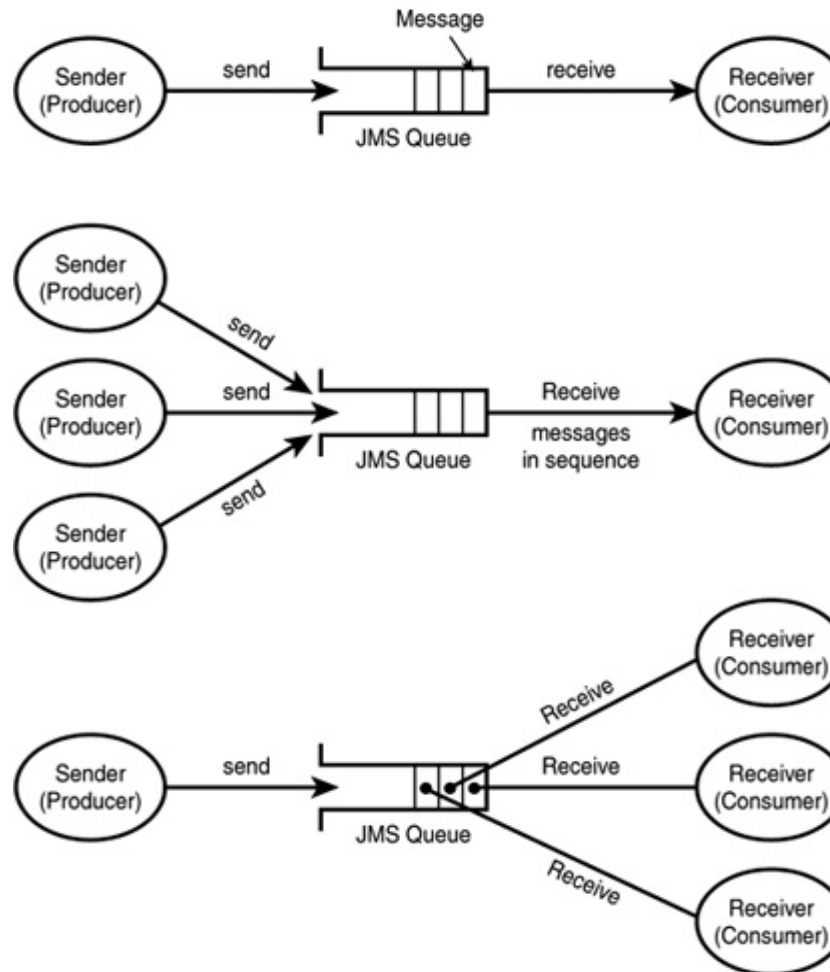 Message
Sender
(Producer)
send
JMS Queue
receive
Receiver
(Consumer)
Sender
(Producer)
send
Sender
(Producer)
send
Sender
(Producer)
send
JMS Queue
Receive
messages
in sequence
Receiver
(Consumer)
Sender
(Producer)
send
JMS Queue
Receive
Receiver
(Consumer)
Receive
Receiver
(Consumer)
Receive
Receiver
(Consumer)